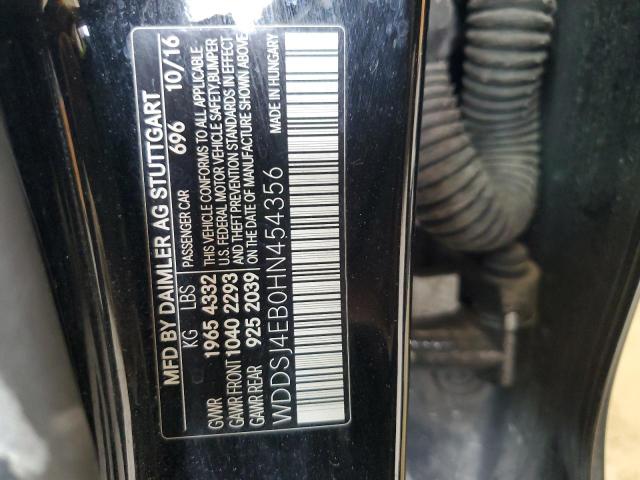 MFD BY DAIMLER AG STUTTGART
696 10/16
KG LBS
PASSENGER CAR
GVWR 1965 4332
GAWR FRONT 1040 2293
GAWR REAR 925 2039
THIS VEHICLE CONFORMS TO ALL APPLICABLE
U.S. FEDERAL MOTOR VEHICLE SAFETY, BUMPER
AND THEFT PREVENTION STANDARDS IN EFFECT
ON THE DATE OF MANUFACTURE SHOWN ABOVE
WDDSJ4EB0HN454356
MADE IN HUNGARY